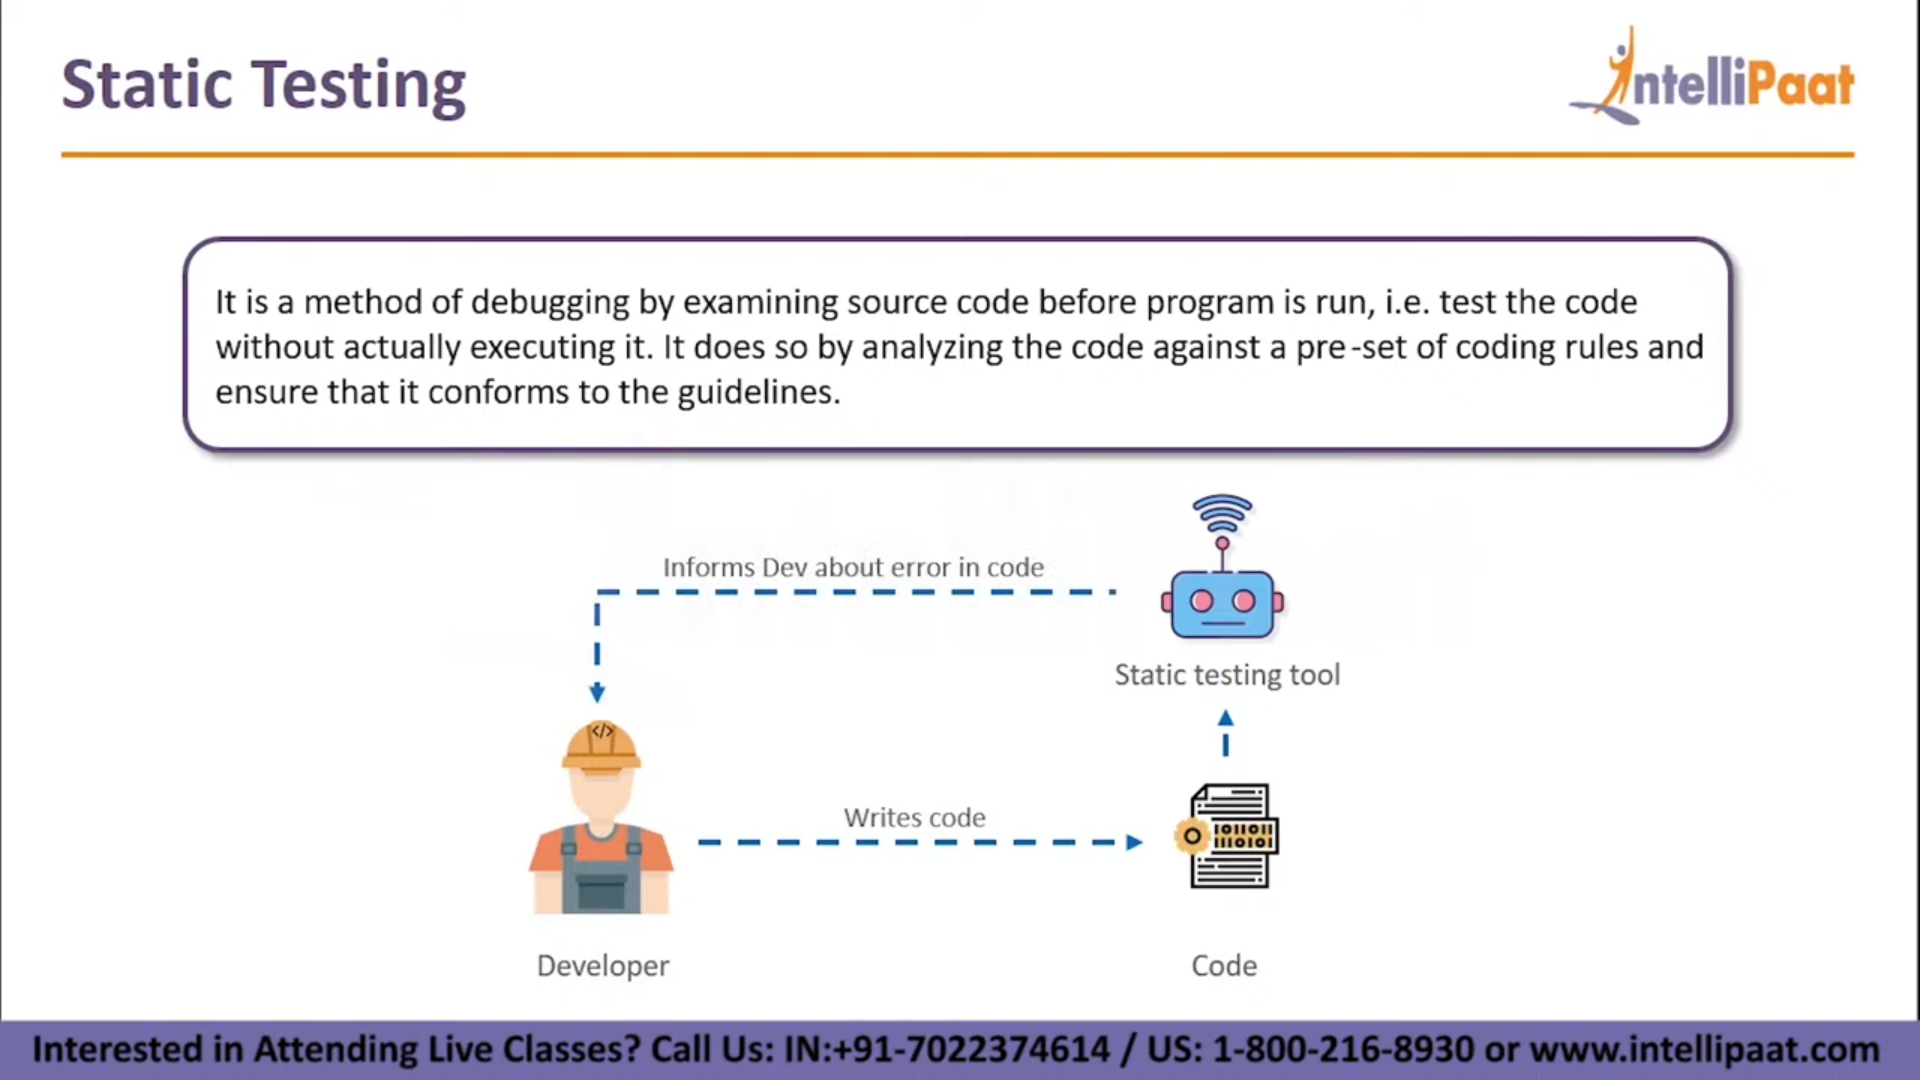 Static Testing
IntelliPaat
It is a method of debugging by examining source code before program is run, i.e. test the code
without actually executing it. It does so by analyzing the code against a pre-set of coding rules and
ensure that it conforms to the guidelines.
Informs Dev about error in code
Static testing tool
</>
Writes code
1011011
1110101
Developer
Code
Interested in Attending Live Classes? Call Us: IN:+91-7022374614 / US: 1-800-216-8930 or www.intellipaat.com